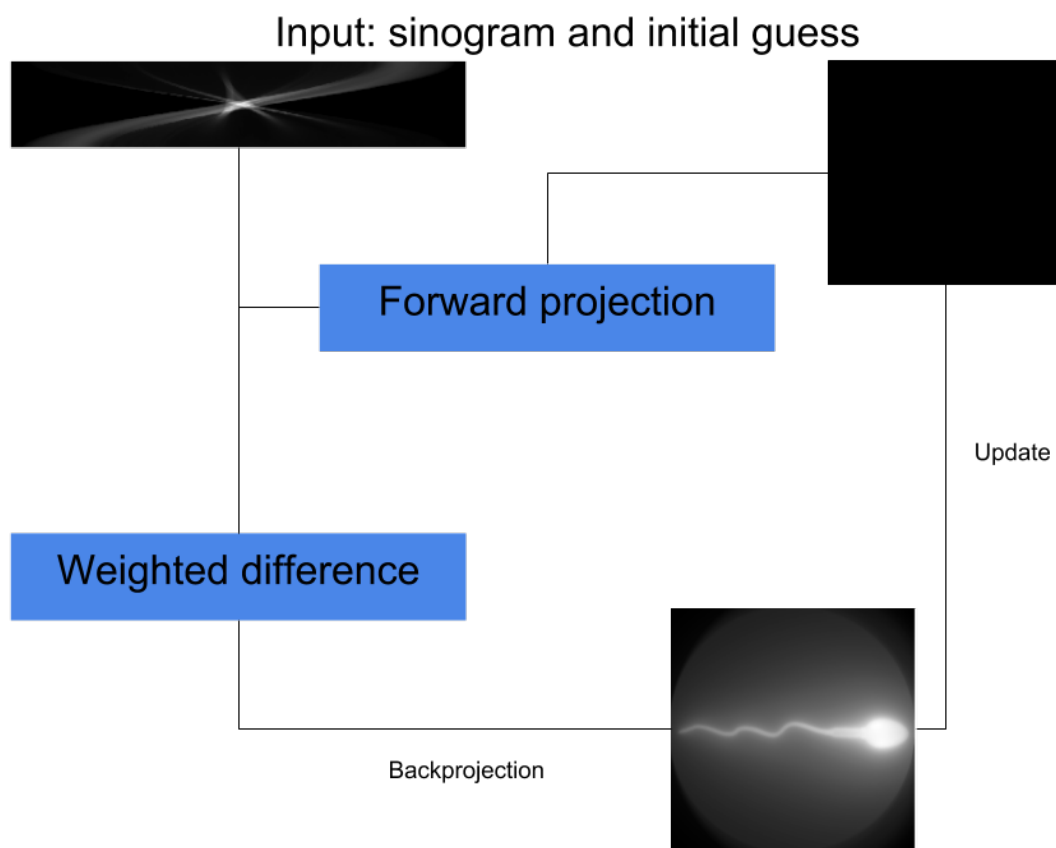 Input: sinogram and initial guess
Forward projection
Update
Weighted difference
Backprojection